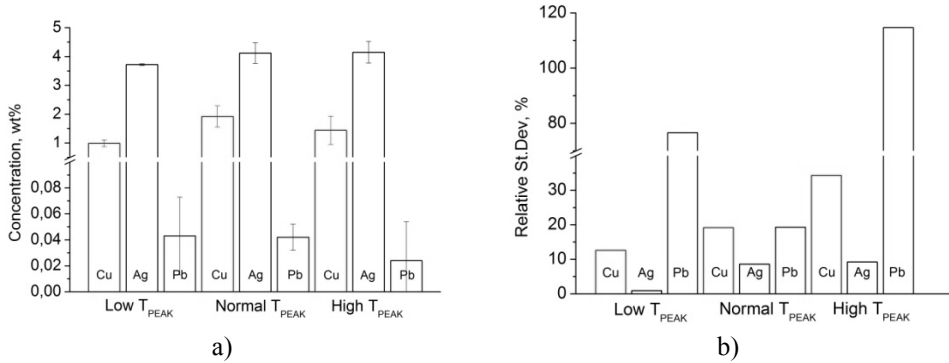 Concentration, wt%
5
4
3
2
1
0,08
0,06
0,04
0,02
0,00
Cu Ag Pb Cu Ag Pb Cu Ag Pb
Low T_PEAK Normal T_PEAK High T_PEAK
a)
Relative St.Dev, %
120
100
80
30
20
10
0
Cu Ag Pb Cu Ag Pb Cu Ag Pb
Low T_PEAK Normal T_PEAK High T_PEAK
b)